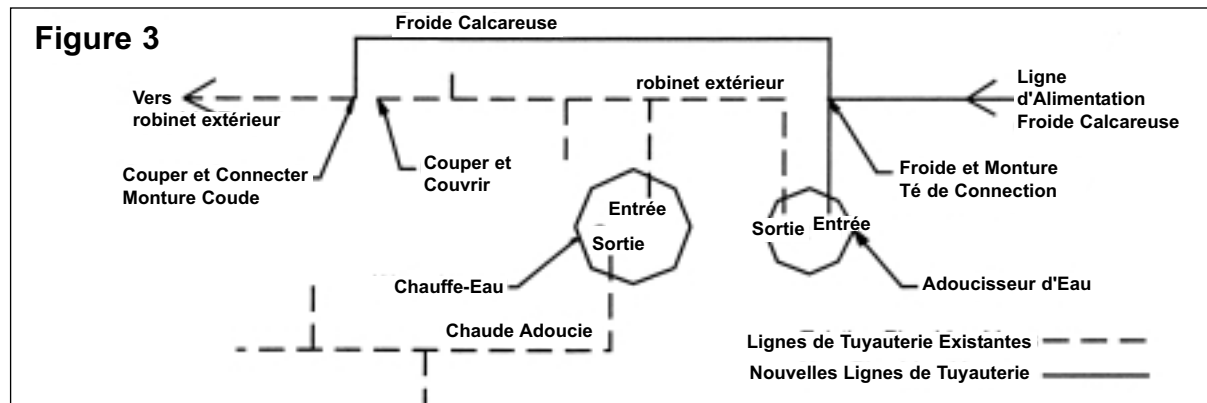 Figure 3
Froide Calcareuse
Vers
robinet extérieur
robinet extérieur
Ligne
d'Alimentation
Froide Calcareuse
Couper et Connecter
Monture Coude
Couper et
Couvrir
Froide et Monture
Té de Connection
Entrée
Sortie
Sortie
Entrée
Chauffe-Eau
Adoucisseur d'Eau
Chaude Adoucie
Lignes de Tuyauterie Existantes
Nouvelles Lignes de Tuyauterie